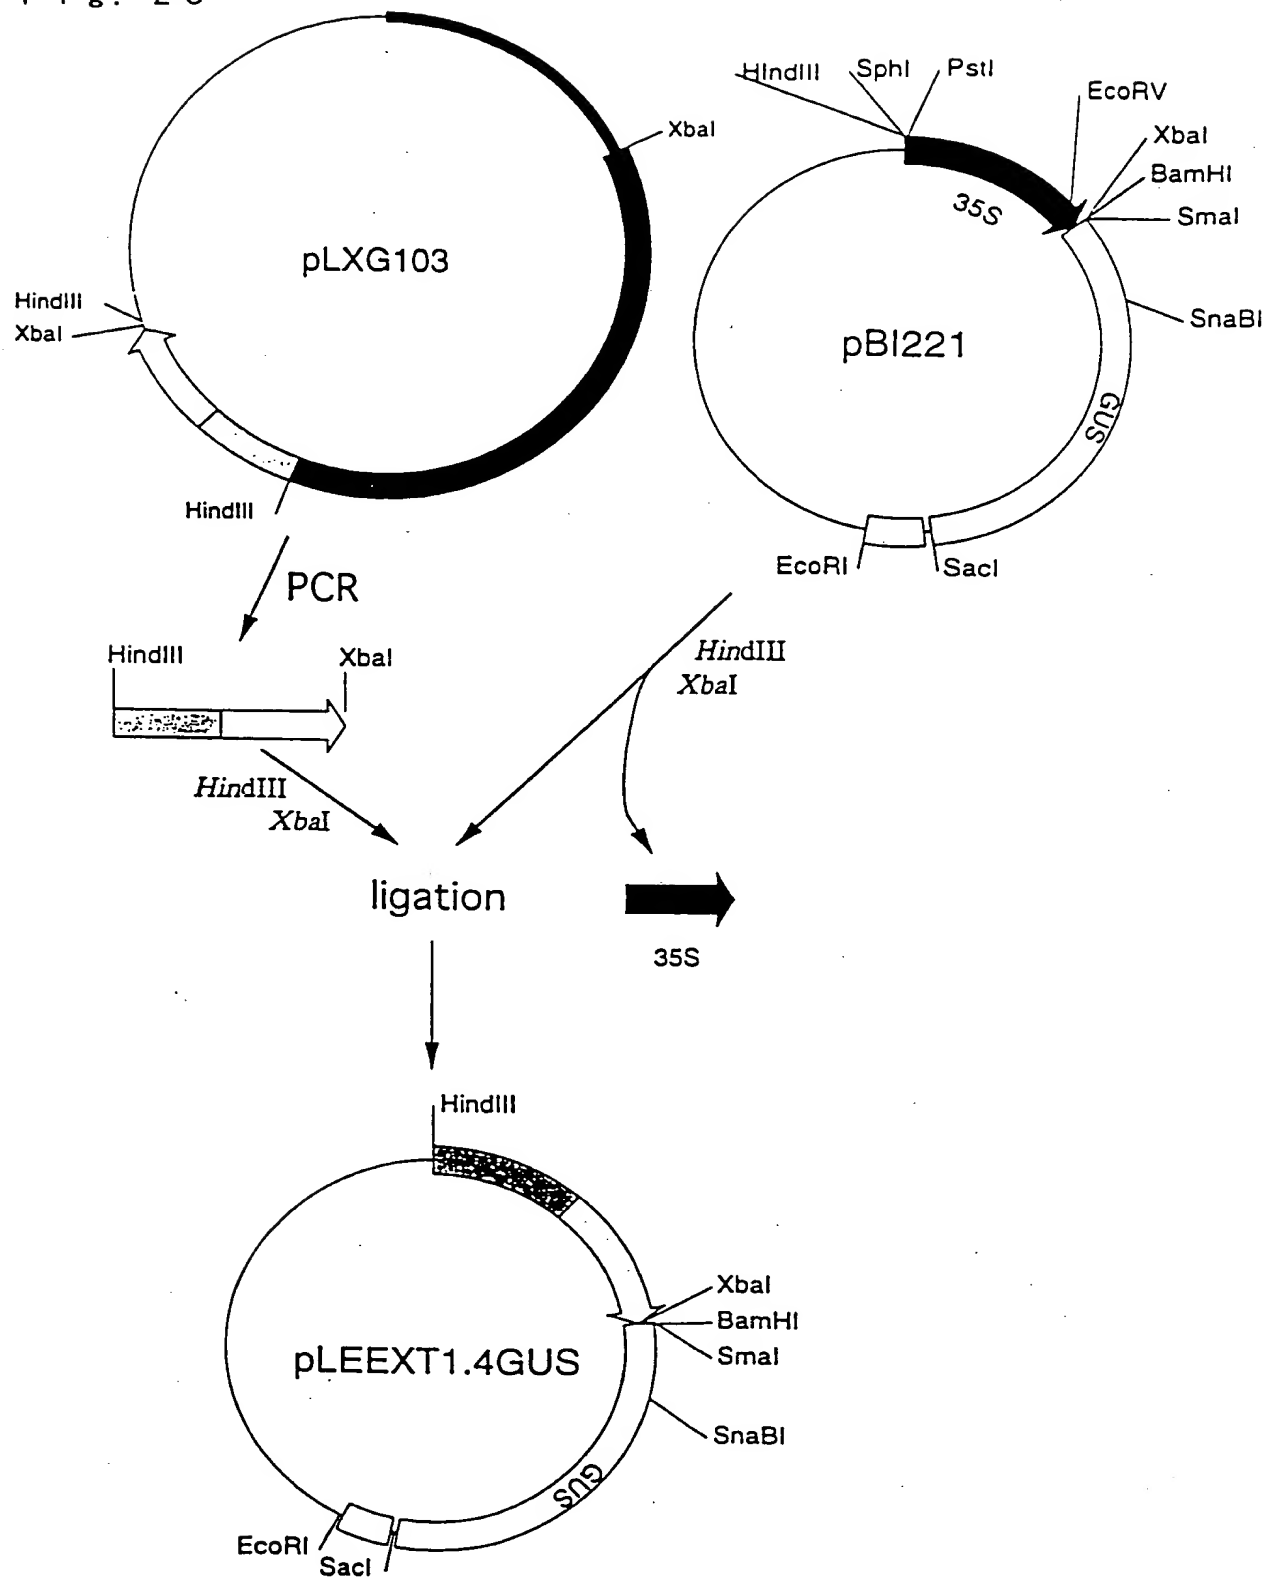 HindIII
SphI
PstI
EcoRV
XbaI
XbaI
BamHI
SmaI
35S
pLXG103
HindIII
XbaI
SnaBI
pBI221
GUS
HindIII
EcoRI
SacI
PCR
HindIII
XbaI
HindIII
XbaI
HindIII
XbaI
ligation
35S
HindIII
XbaI
BamHI
SmaI
pLEEXT1.4GUS
SnaBI
GUS
EcoRI
SacI